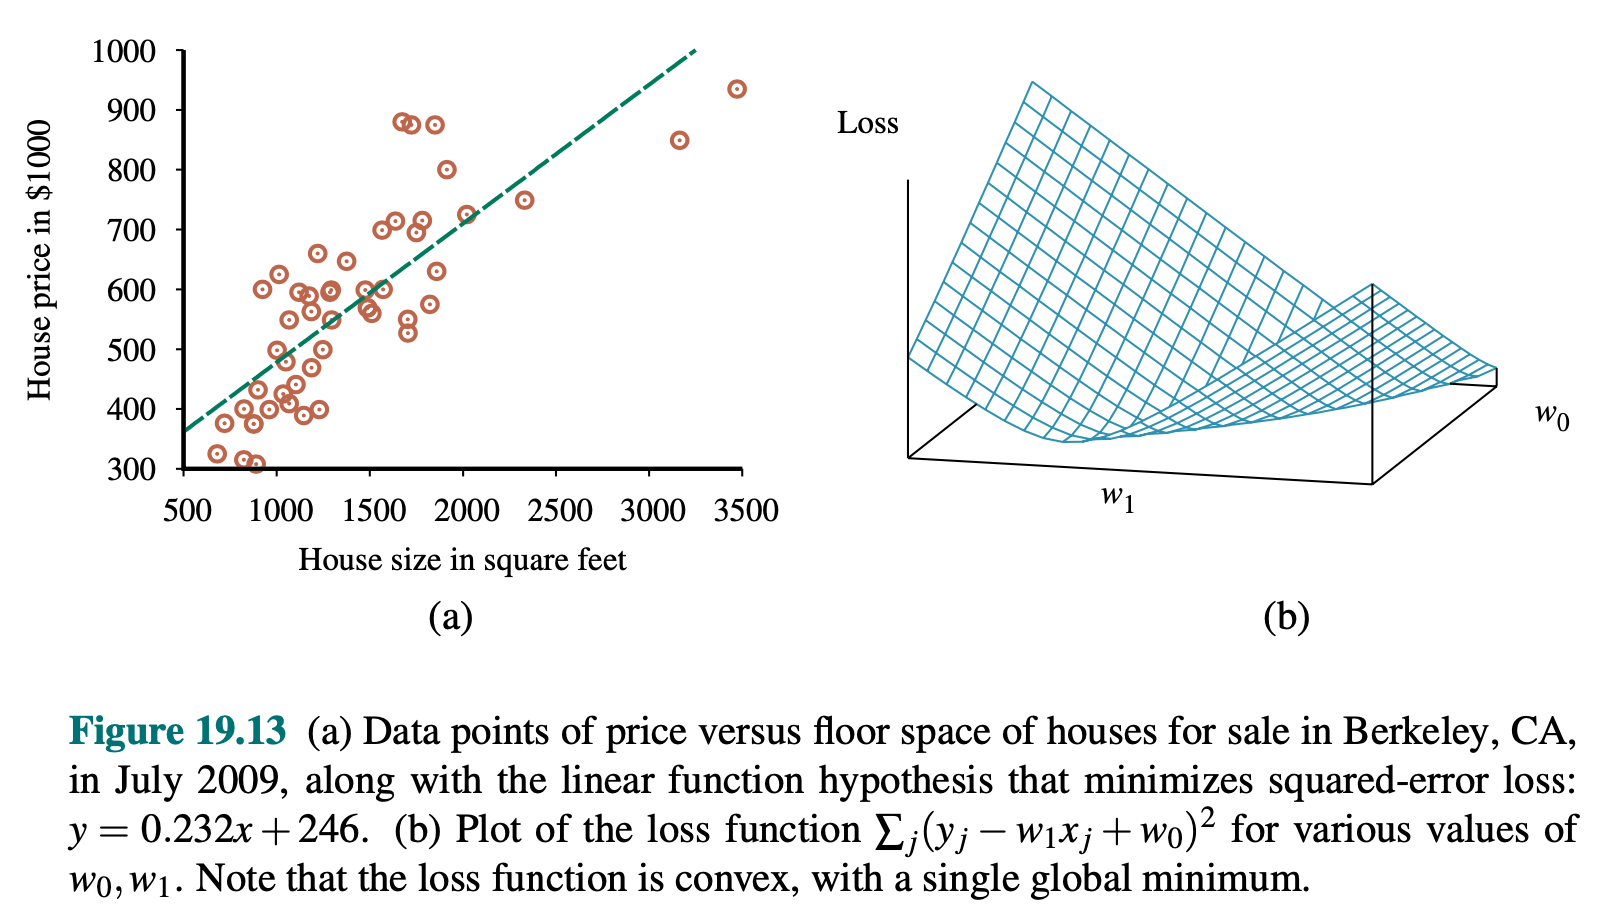 1000
900
800
700
600
500
400
300
House price in $1000
500 1000 1500 2000 2500 3000 3500
House size in square feet
(a)
Loss
w0
w1
(b)
Figure 19.13 (a) Data points of price versus floor space of houses for sale in Berkeley, CA,
in July 2009, along with the linear function hypothesis that minimizes squared-error loss:
y = 0.232x + 246. (b) Plot of the loss function ∑j(yj − w1xj + w0)² for various values of
w0, w1. Note that the loss function is convex, with a single global minimum.